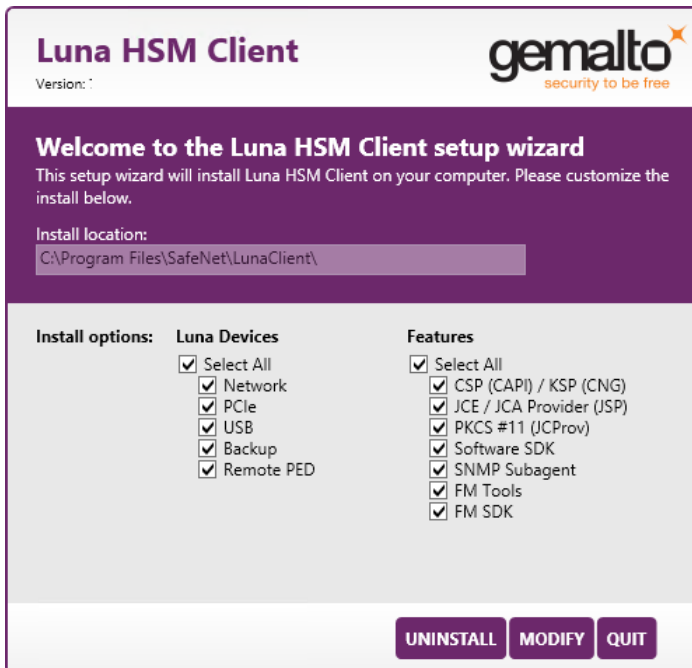 Luna HSM Client
Version:
gemalto
security to be free
Welcome to the Luna HSM Client setup wizard
This setup wizard will install Luna HSM Client on your computer. Please customize the
install below.
Install location:
C:\Program Files\SafeNet\LunaClient\
Install options:
Luna Devices
Select All
Network
PCIe
USB
Backup
Remote PED
Features
Select All
CSP (CAPI) / KSP (CNG)
JCE / JCA Provider (JSP)
PKCS #11 (JCProv)
Software SDK
SNMP Subagent
FM Tools
FM SDK
UNINSTALL
MODIFY
QUIT